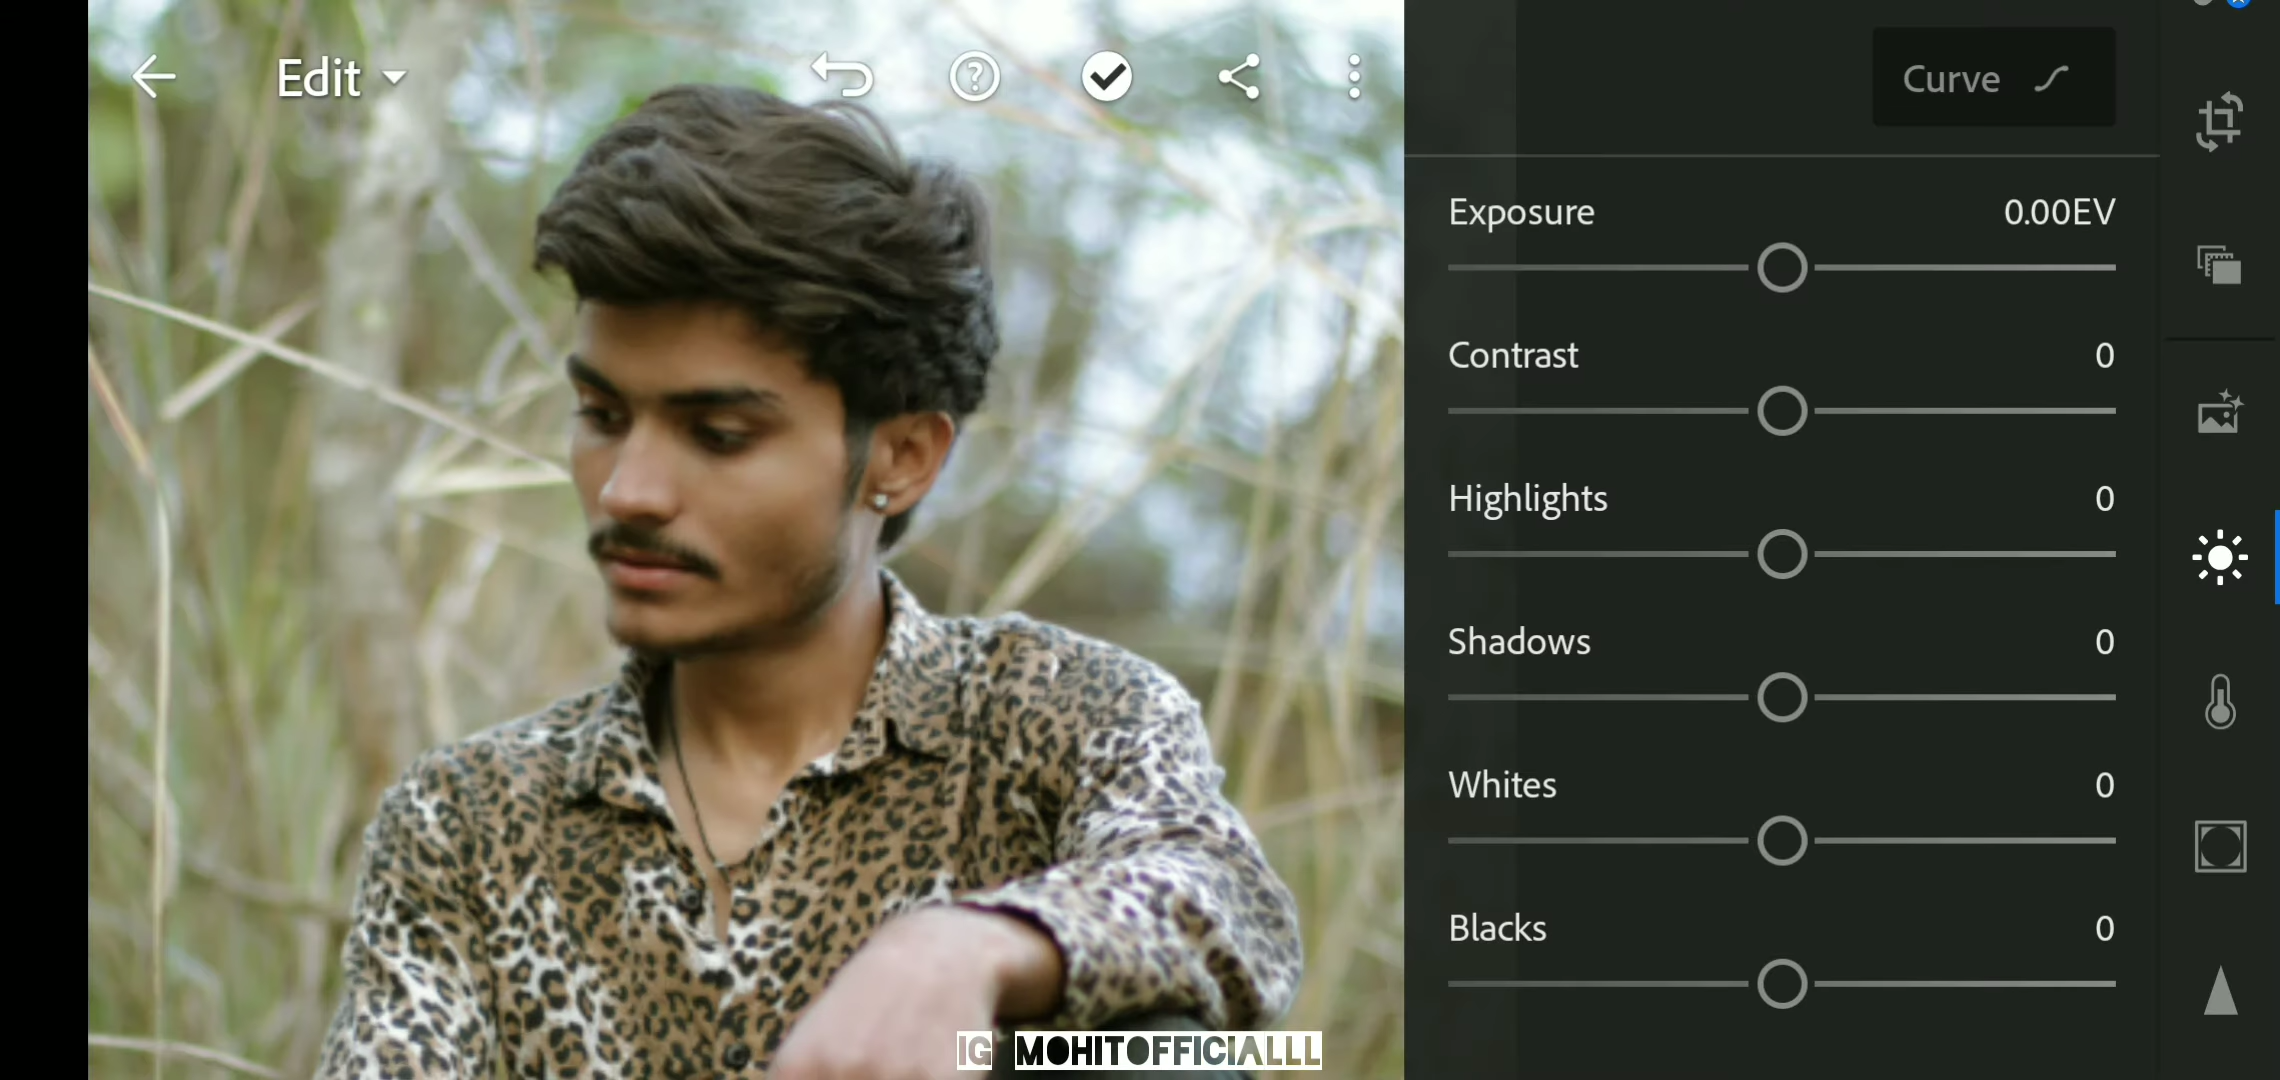 Edit
Curve
Exposure 0.00EV
Contrast 0
Highlights 0
Shadows 0
Whites 0
Blacks 0
IG MOHITOFFICIALLL